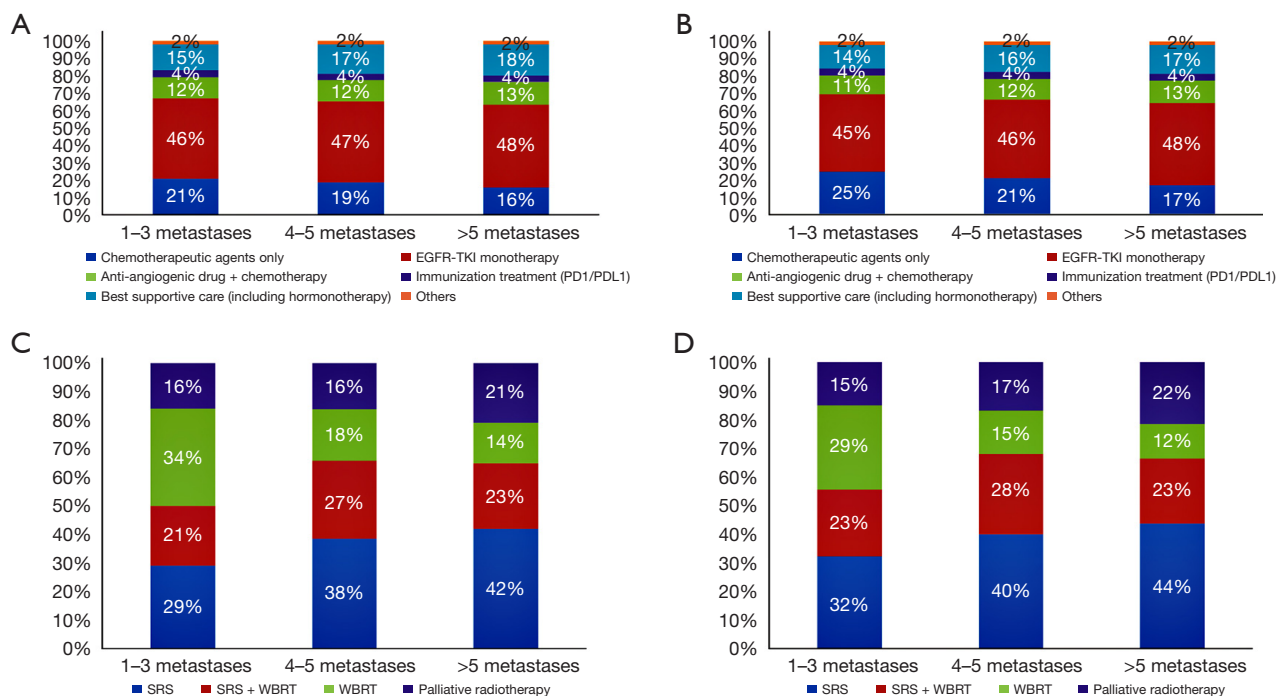 A
100%
90%
80%
70%
60%
50%
40%
30%
20%
10%
0%
2%
15%
4%
12%
46%
21%
2%
17%
4%
12%
47%
19%
2%
18%
4%
13%
48%
16%
1–3 metastases
4–5 metastases
>5 metastases
Chemotherapeutic agents only
EGFR-TKI monotherapy
Anti-angiogenic drug + chemotherapy
Immunization treatment (PD1/PDL1)
Best supportive care (including hormonotherapy)
Others
B
100%
90%
80%
70%
60%
50%
40%
30%
20%
10%
0%
2%
14%
4%
11%
45%
25%
2%
16%
4%
12%
46%
21%
2%
17%
4%
13%
48%
17%
1–3 metastases
4–5 metastases
>5 metastases
Chemotherapeutic agents only
EGFR-TKI monotherapy
Anti-angiogenic drug + chemotherapy
Immunization treatment (PD1/PDL1)
Best supportive care (including hormonotherapy)
Others
C
100%
90%
80%
70%
60%
50%
40%
30%
20%
10%
0%
16%
34%
21%
29%
16%
18%
27%
38%
21%
14%
23%
42%
1–3 metastases
4–5 metastases
>5 metastases
SRS
SRS + WBRT
WBRT
Palliative radiotherapy
D
100%
90%
80%
70%
60%
50%
40%
30%
20%
10%
0%
15%
29%
23%
32%
17%
15%
28%
40%
22%
12%
23%
44%
1–3 metastases
4–5 metastases
>5 metastases
SRS
SRS + WBRT
WBRT
Palliative radiotherapy